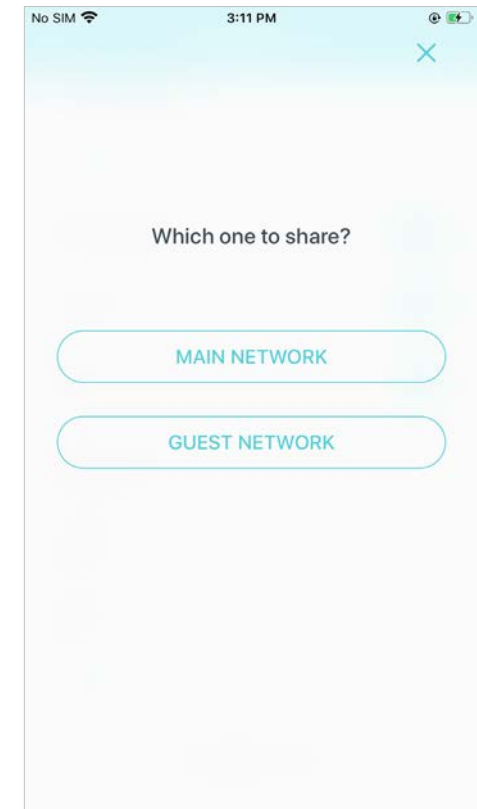 No SIM 3:11 PM
Which one to share?
MAIN NETWORK
GUEST NETWORK